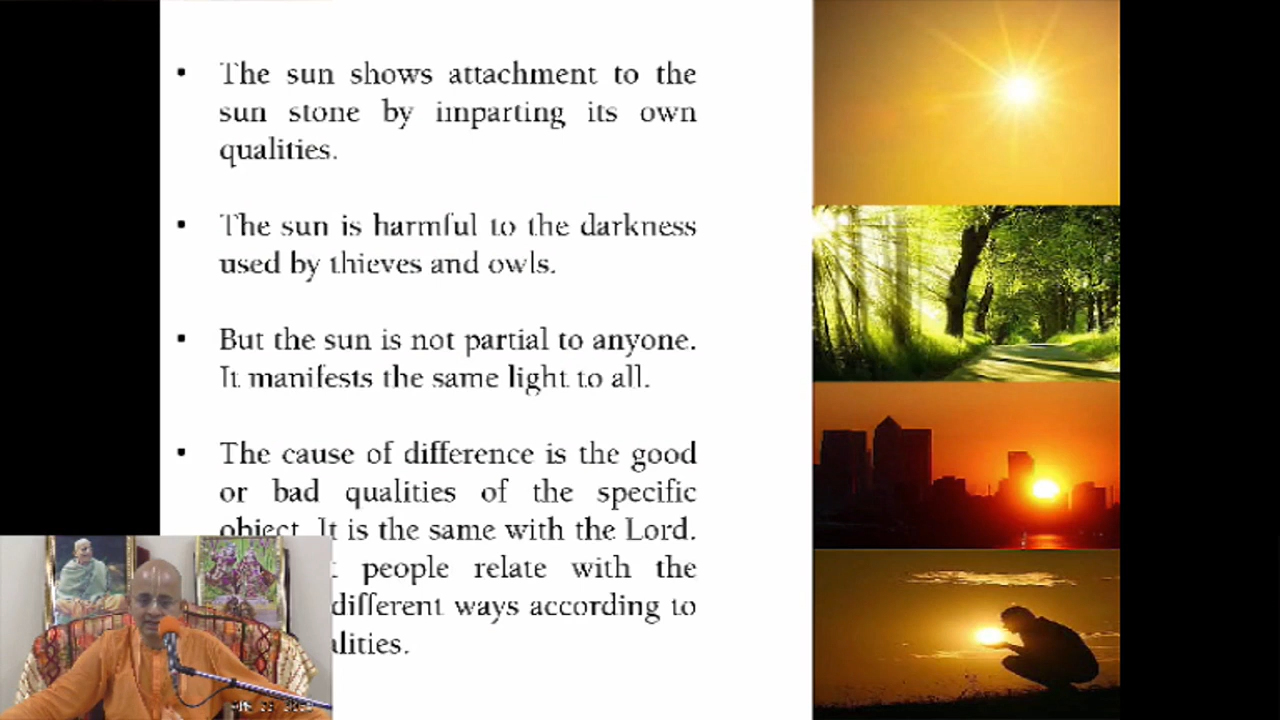 • The sun shows attachment to the
sun stone by imparting its own
qualities.
• The sun is harmful to the darkness
used by thieves and owls.
• But the sun is not partial to anyone.
It manifests the same light to all.
• The cause of difference is the good
or bad qualities of the specific
object. It is the same with the Lord.
people relate with the
different ways according to